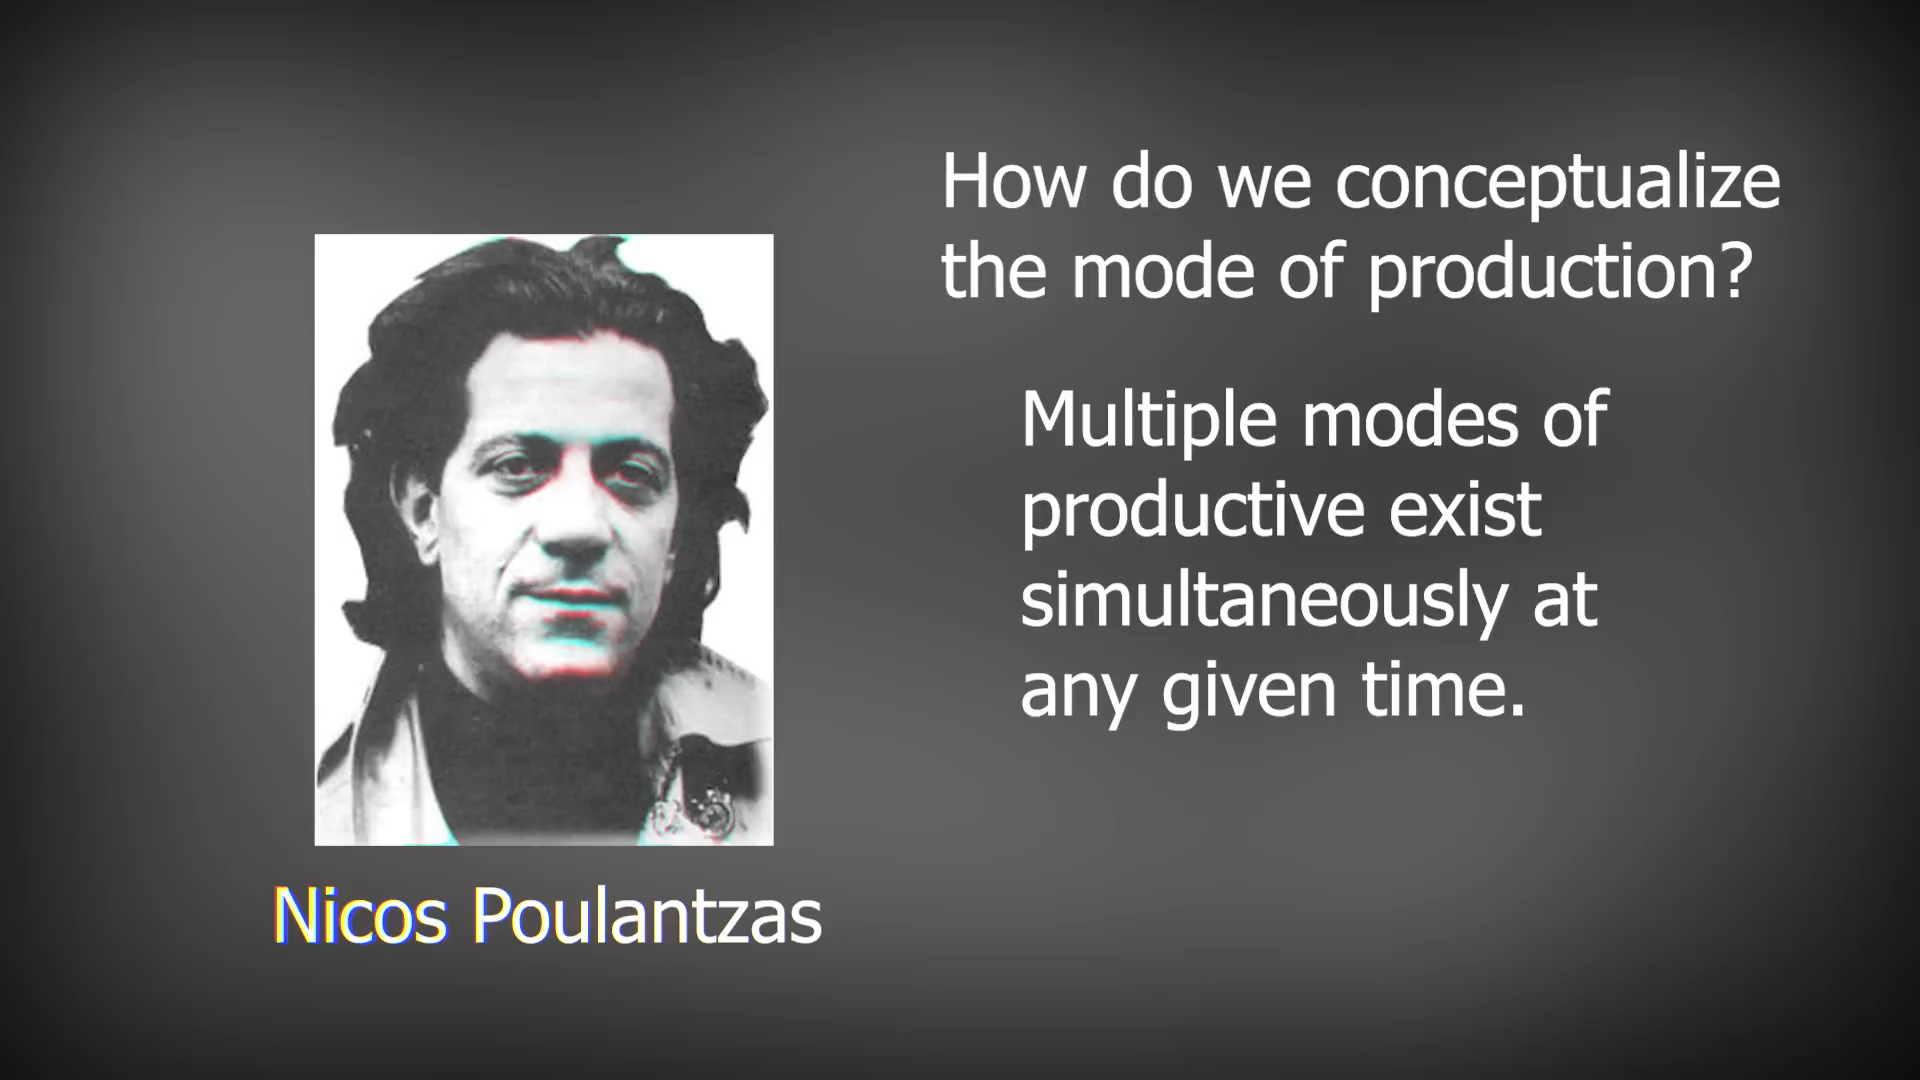 How do we conceptualize
the mode of production?
Multiple modes of
productive exist
simultaneously at
any given time.
Nicos Poulantzas